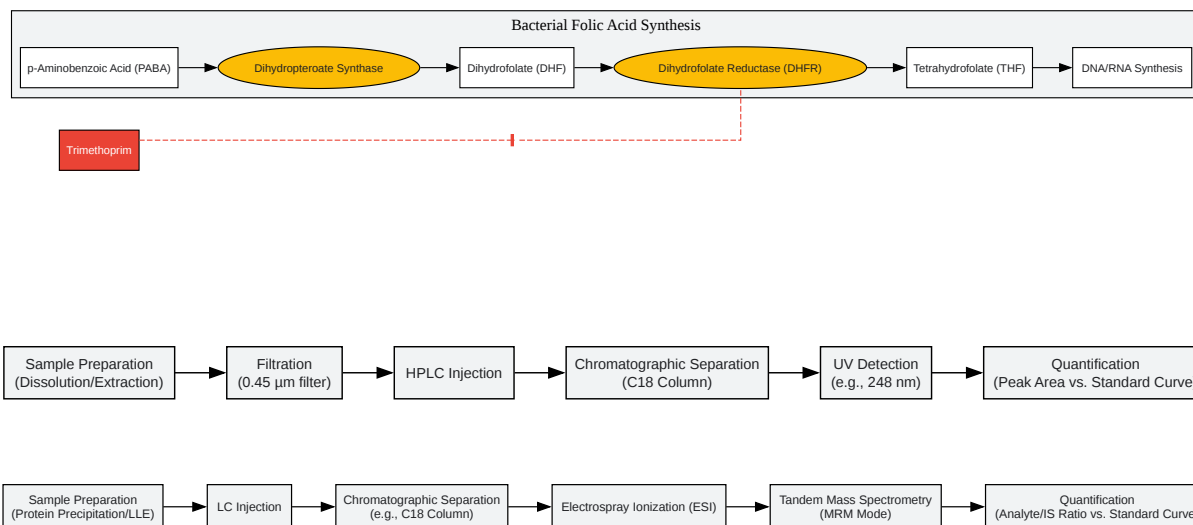 Bacterial Folic Acid Synthesis
p-Aminobenzoic Acid (PABA)
Dihydropteroate Synthase
Dihydrofolate (DHF)
Dihydrofolate Reductase (DHFR)
Tetrahydrofolate (THF)
DNA/RNA Synthesis
Trimethoprim
Sample Preparation
(Dissolution/Extraction)
Filtration
(0.45 µm filter)
HPLC Injection
Chromatographic Separation
(C18 Column)
UV Detection
(e.g., 248 nm)
Quantification
(Peak Area vs. Standard Curve
Sample Preparation
(Protein Precipitation/LLE)
LC Injection
Chromatographic Separation
(e.g., C18 Column)
Electrospray Ionization (ESI)
Tandem Mass Spectrometry
(MRM Mode)
Quantification
(Analyte/IS Ratio vs. Standard Curve